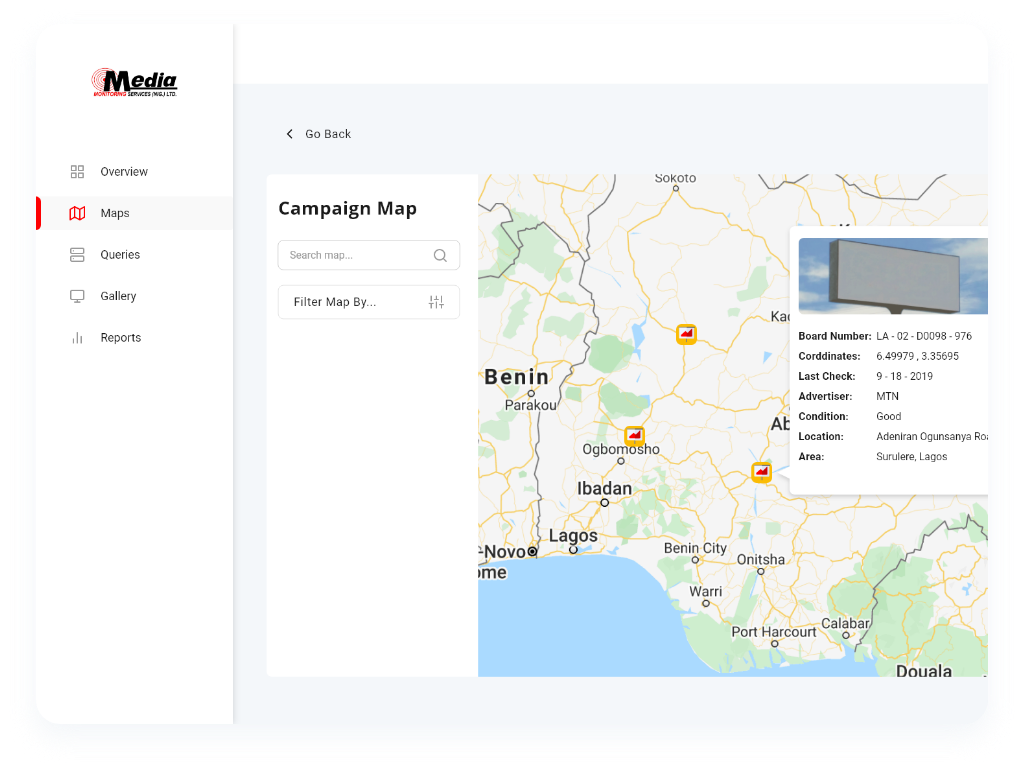 Media
MONITORING SERVICES (NIG.) LTD.
Overview
Maps
Queries
Gallery
Reports
Go Back
Campaign Map
Search map...
Filter Map By...
Sokoto
Board Number: LA - 02 - D0098 - 976
Corddinates: 6.49979 , 3.35695
Last Check: 9 - 18 - 2019
Advertiser: MTN
Condition: Good
Location: Adeniran Ogunsanya Roa
Area: Surulere, Lagos
Benin
Parakou
Ogbomosho
Ibadan
Lagos
-Novo
ome
Benin City
Onitsha
Warri
Port Harcourt
Calabar
Douala